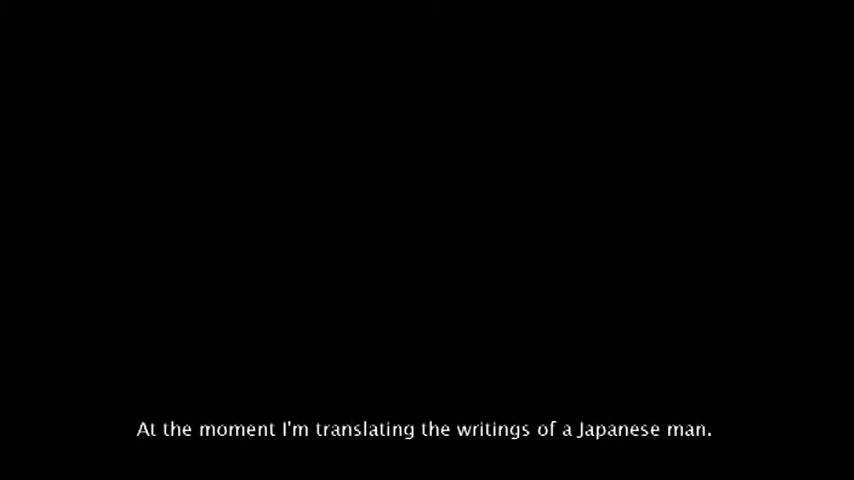 At the moment I'm translating the writings of a Japanese man.